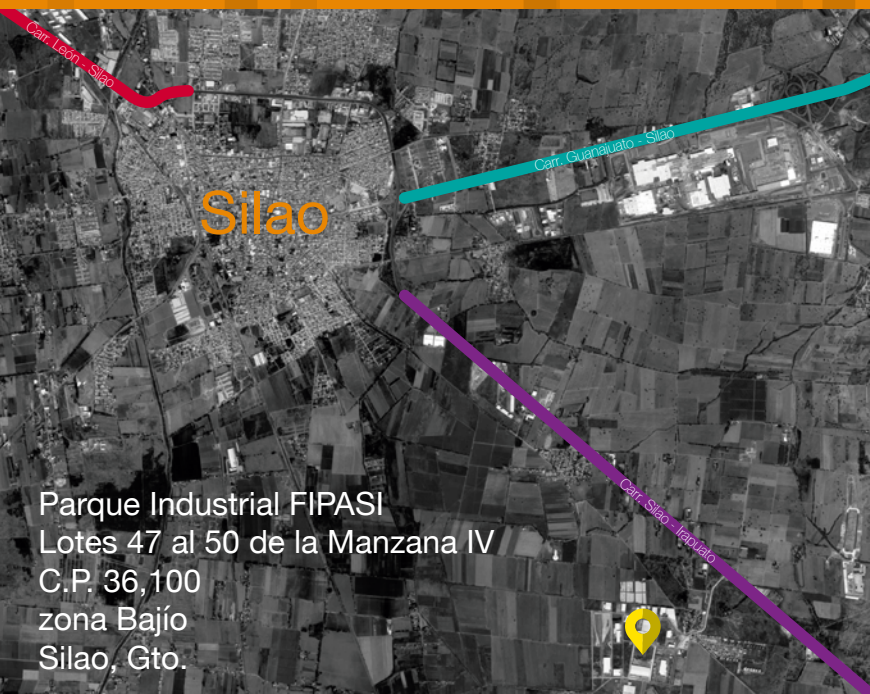 Carr. León - Silao
Carr. Guanajuato - Silao
Silao
Carr. Silao - Irapuato
Parque Industrial FIPASI
Lotes 47 al 50 de la Manzana IV
C.P. 36,100
zona Bajío
Silao, Gto.